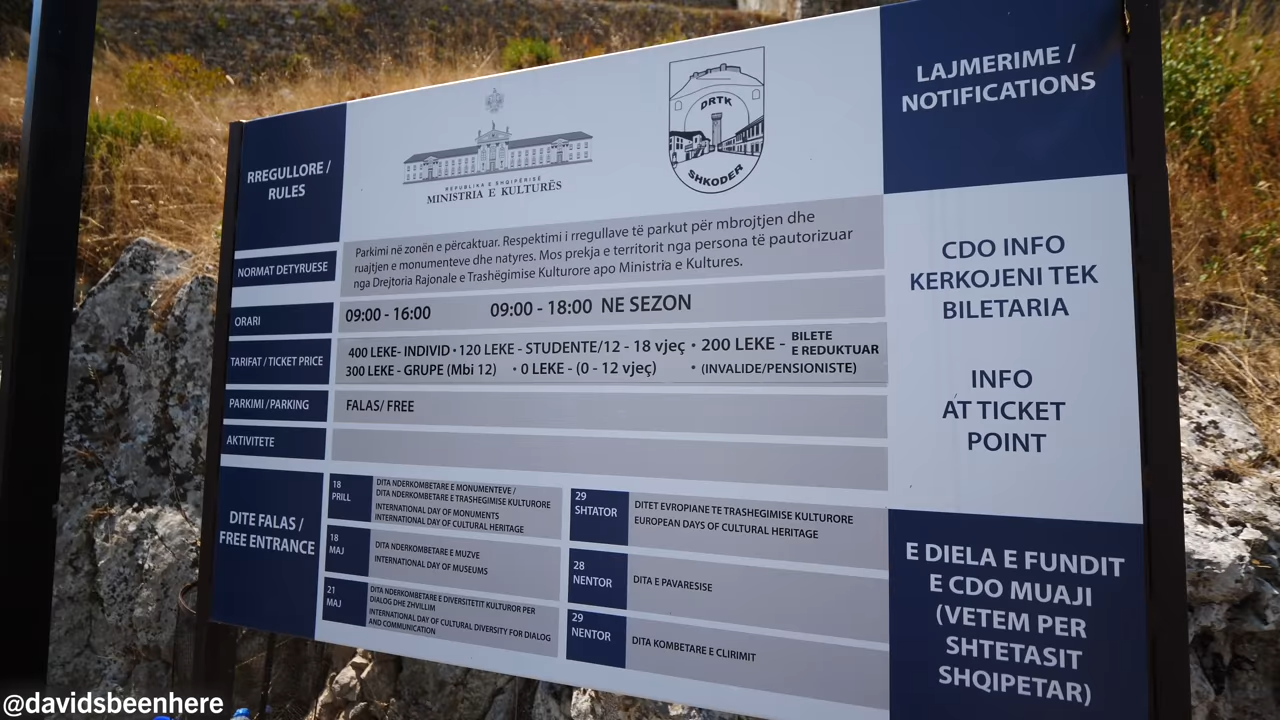 RREGULLORE /
RULES
REPUBLIKA E SHQIPËRISË
MINISTRIA E KULTURËS
DRTK
SHKODER
LAJMERIME /
NOTIFICATIONS
NORMAT DETYRUESE
Parkimi në zonën e përcaktuar. Respektimi i rregullave të parkut për mbrojtjen dhe
ruajtjen e monumenteve dhe natyres. Mos prekja e territorit nga persona të pautorizuar
nga Drejtoria Rajonale e Trashëgimise Kulturore apo Ministria e Kultures.
ORARI
09:00 - 16:00 09:00 - 18:00 NE SEZON
TARIFAT / TICKET PRICE
400 LEKE- INDIVID • 120 LEKE - STUDENTE/12 - 18 vjeç • 200 LEKE - BILETE
E REDUKTUAR
300 LEKE - GRUPE (Mbi 12) • 0 LEKE - (0 - 12 vjeç) • (INVALIDE/PENSIONISTE)
PARKIMI /PARKING
FALAS/ FREE
AKTIVITETE
DITE FALAS /
FREE ENTRANCE
18
PRILL
DITA NDERKOMBETARE E MONUMENTEVE /
DITA NDERKOMBETARE E TRASHEGIMISE KULTURORE
INTERNATIONAL DAY OF MONUMENTS
INTERNATIONAL DAY OF CULTURAL HERITAGE
18
MAJ
DITA NDERKOMBETARE E MUZVE
INTERNATIONAL DAY OF MUSEUMS
21
MAJ
DITA NDERKOMBETARE E DIVERSITETIT KULTUROR PER
DIALOG DHE ZHVILLIM
INTERNATIONAL DAY OF CULTURAL DIVERSITY FOR DIALOG
AND COMMUNICATION
29
SHTATOR
DITET EVROPIANE TE TRASHEGIMISE KULTURORE
EUROPEAN DAYS OF CULTURAL HERITAGE
28
NENTOR
DITA E PAVARESISE
29
NENTOR
DITA KOMBETARE E CLIRIMIT
CDO INFO
KERKOJENI TEK
BILETARIA
INFO
AT TICKET
POINT
E DIELA E FUNDIT
E CDO MUAJI
(VETEM PER
SHTETASIT
SHQIPETAR)
@davidsbeenhere